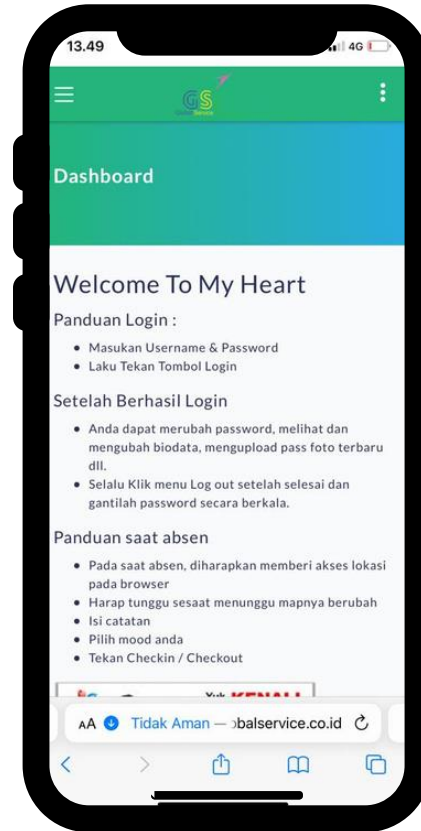 13.49
4G
GS
Dashboard
Welcome To My Heart
Panduan Login :
Masukan Username & Password
Laku Tekan Tombol Login
Setelah Berhasil Login
Anda dapat merubah password, melihat dan
mengubah biodata, mengupload pass foto terbaru
dll.
Selalu Klik menu Log out setelah selesai dan
gantilah password secara berkala.
Panduan saat absen
Pada saat absen, diharapkan memberi akses lokasi
pada browser
Harap tunggu sesaat menunggu mapnya berubah
Isi catatan
Pilih mood anda
Tekan Checkin / Checkout
Yuk KENALI
AA Tidak Aman — obalservice.co.id